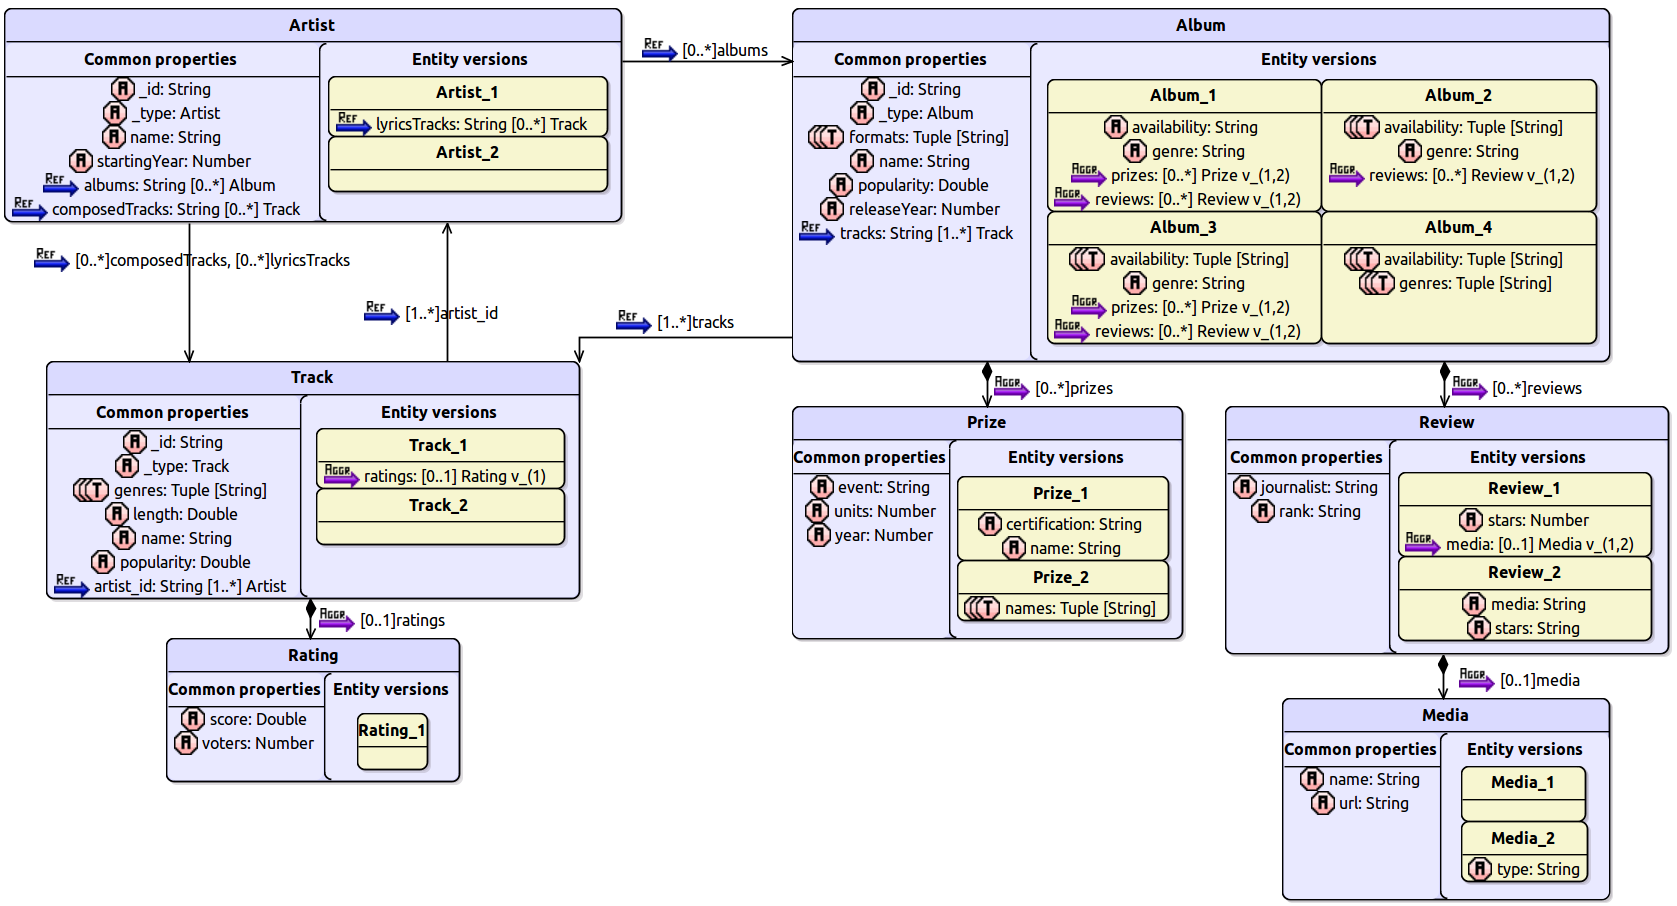 Artist
Common properties
_id: String
_type: Artist
name: String
startingYear: Number
REF albums: String [0..*] Album
REF composedTracks: String [0..*] Track
Entity versions
Artist_1
REF lyricsTracks: String [0..*] Track
Artist_2
REF [0..*]albums
Album
Common properties
_id: String
_type: Album
formats: Tuple [String]
name: String
popularity: Double
releaseYear: Number
REF tracks: String [1..*] Track
Entity versions
Album_1
availability: String
genre: String
AGGR prizes: [0..*] Prize v_(1,2)
AGGR reviews: [0..*] Review v_(1,2)
Album_2
availability: Tuple [String]
genre: String
AGGR reviews: [0..*] Review v_(1,2)
Album_3
availability: Tuple [String]
genre: String
AGGR prizes: [0..*] Prize v_(1,2)
AGGR reviews: [0..*] Review v_(1,2)
Album_4
availability: Tuple [String]
genres: Tuple [String]
REF [0..*]composedTracks, [0..*]lyricsTracks
REF [1..*]artist_id
REF [1..*]tracks
Track
Common properties
_id: String
_type: Track
genres: Tuple [String]
length: Double
name: String
popularity: Double
REF artist_id: String [1..*] Artist
Entity versions
Track_1
AGGR ratings: [0..1] Rating v_(1)
Track_2
AGGR [0..*]prizes
AGGR [0..*]reviews
Prize
Common properties
event: String
units: Number
year: Number
Entity versions
Prize_1
certification: String
name: String
Prize_2
names: Tuple [String]
Review
Common properties
journalist: String
rank: String
Entity versions
Review_1
stars: Number
AGGR media: [0..1] Media v_(1,2)
Review_2
media: String
stars: String
AGGR [0..1]ratings
Rating
Common properties
score: Double
voters: Number
Entity versions
Rating_1
AGGR [0..1]media
Media
Common properties
name: String
url: String
Entity versions
Media_1
Media_2
type: String